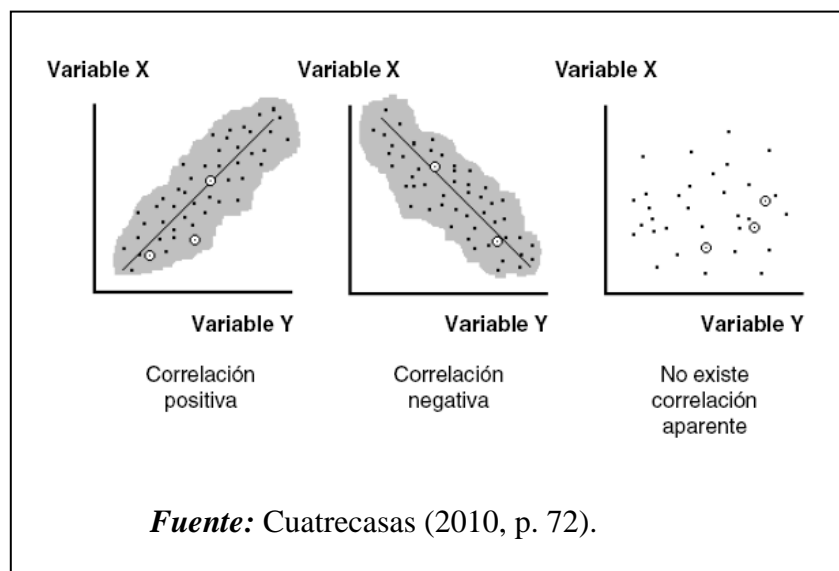 Variable X
Variable Y
Correlación
positiva
Variable X
Variable Y
Correlación
negativa
Variable X
Variable Y
No existe
correlación
aparente
Fuente: Cuatrecasas (2010, p. 72).